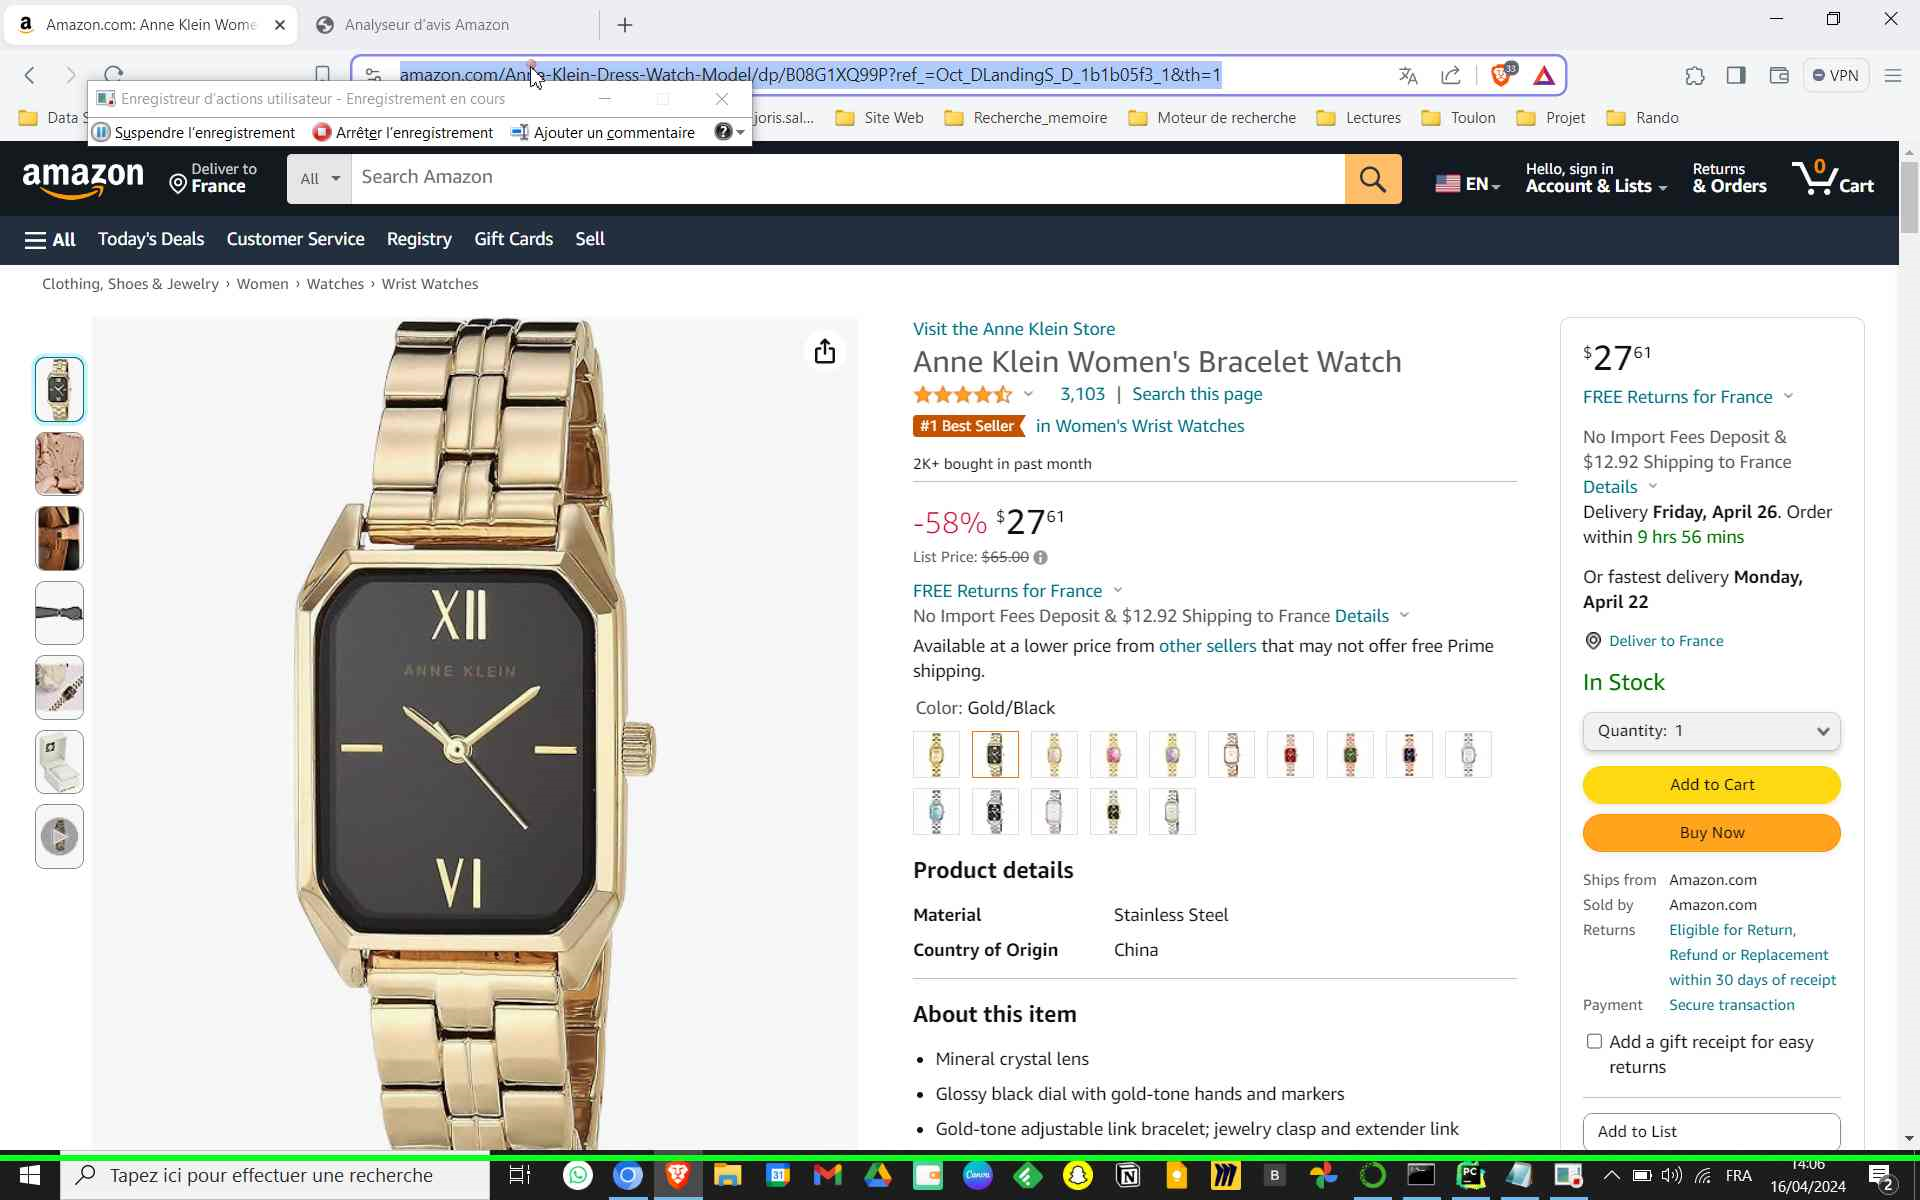 Amazon.com: Anne Klein Wome
Analyseur d'avis Amazon
amazon.com/Anne-Klein-Dress-Watch-Model/dp/B08G1XQ99P?ref_=Oct_DLandingS_D_1b1b05f3_1&th=1
33
VPN
Enregistreur d'actions utilisateur - Enregistrement en cours
Suspendre l'enregistrement
Arrêter l'enregistrement
Ajouter un commentaire
Data S
joris.sal...
Site Web
Recherche_memoire
Moteur de recherche
Lectures
Toulon
Projet
Rando
amazon
Deliver to
France
All
Search Amazon
EN
Hello, sign in
Account & Lists
Returns
& Orders
0
Cart
All
Today's Deals
Customer Service
Registry
Gift Cards
Sell
Clothing, Shoes & Jewelry › Women › Watches › Wrist Watches
XII
ANNE KLEIN
VI
Visit the Anne Klein Store
Anne Klein Women's Bracelet Watch
3,103 | Search this page
#1 Best Seller in Women's Wrist Watches
2K+ bought in past month
-58% $27 61
List Price: $65.00
FREE Returns for France
No Import Fees Deposit & $12.92 Shipping to France Details
Available at a lower price from other sellers that may not offer free Prime
shipping.
Color: Gold/Black
Product details
Material Stainless Steel
Country of Origin China
About this item
• Mineral crystal lens
• Glossy black dial with gold-tone hands and markers
• Gold-tone adjustable link bracelet; jewelry clasp and extender link
$27 61
FREE Returns for France
No Import Fees Deposit &
$12.92 Shipping to France
Details
Delivery Friday, April 26. Order
within 9 hrs 56 mins
Or fastest delivery Monday,
April 22
Deliver to France
In Stock
Quantity: 1
Add to Cart
Buy Now
Ships from Amazon.com
Sold by Amazon.com
Returns Eligible for Return,
Refund or Replacement
within 30 days of receipt
Payment Secure transaction
Add a gift receipt for easy
returns
Add to List
Tapez ici pour effectuer une recherche
31
Canva
B
PC
FRA
14:06
16/04/2024
2